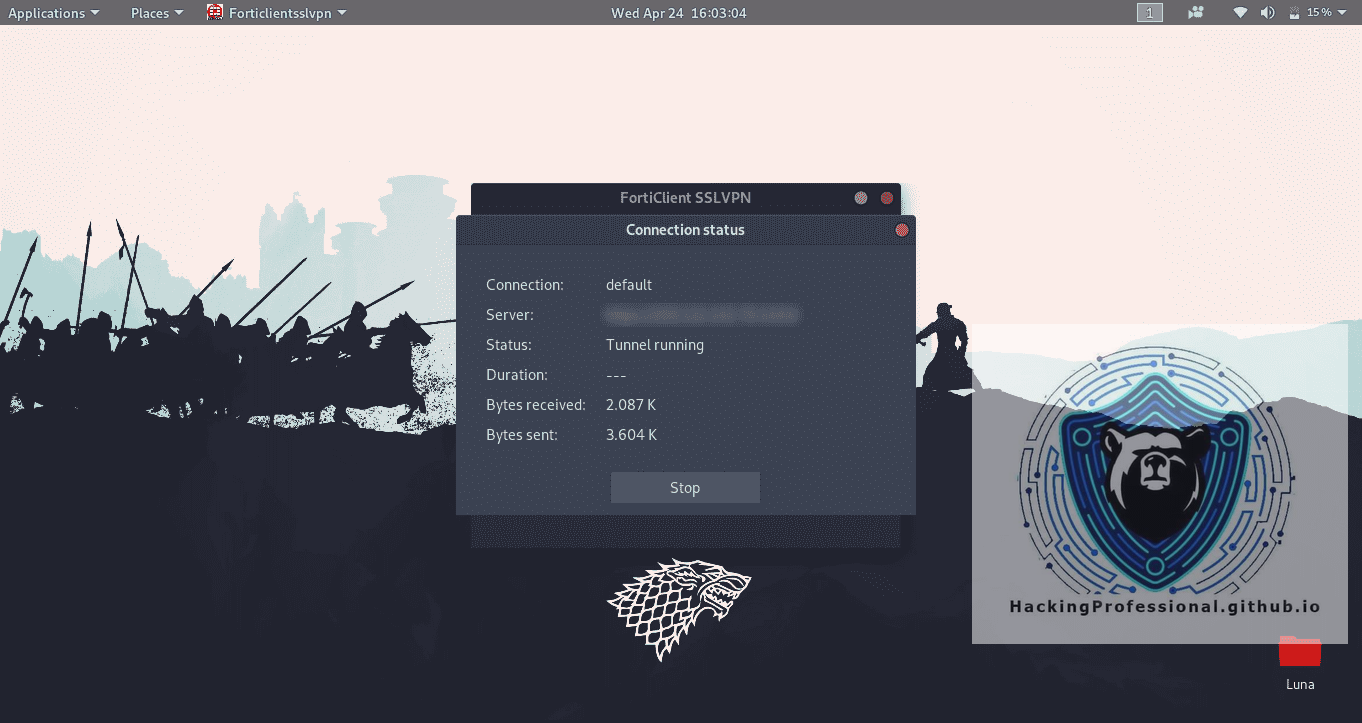 Applications Places Forticlientsslvpn Wed Apr 24 16:03:04 1 15%
FortiClient SSLVPN
Connection status
Connection: default
Server:
Status: Tunnel running
Duration: ---
Bytes received: 2.087 K
Bytes sent: 3.604 K
Stop
HackingProfessional.github.io
Luna